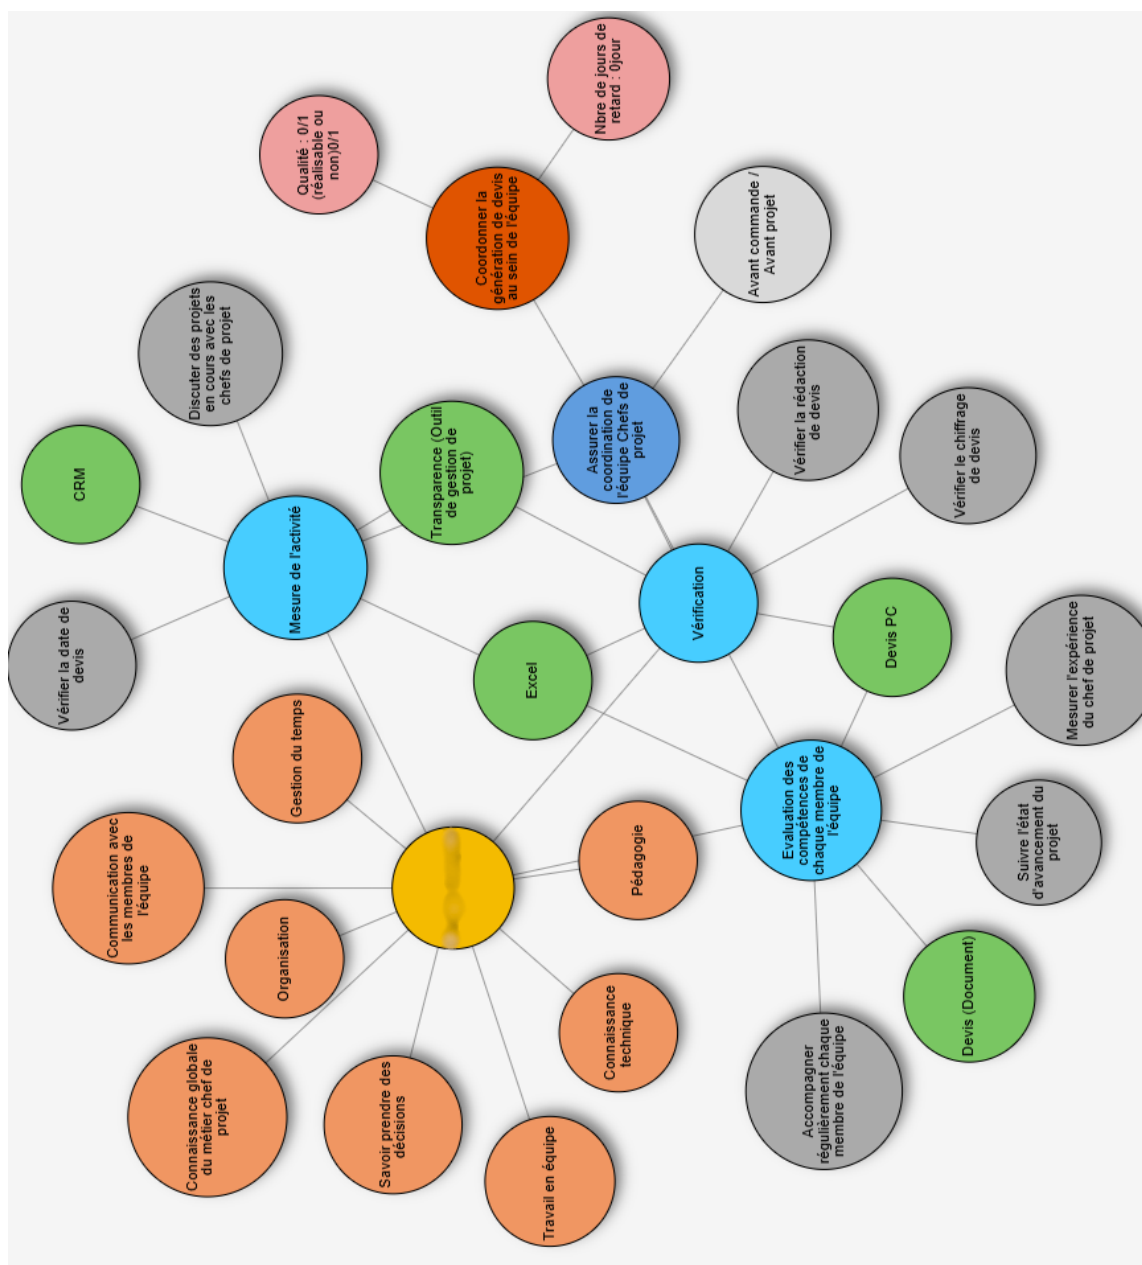 Nbre de jours de
retard : 0jour
Qualité : 0/1
(réalisable ou
non)0/1
Coordonner la
génération de devis
au sein de l'équipe
Avant commande /
Avant projet
Discuter des projets
en cours avec les
chefs de projet
CRM
Transparence (Outil
de gestion de
projet)
Assurer la
coordination de
l'équipe Chefs de
projet
Vérifier la rédaction
de devis
Vérifier le chiffrage
de devis
Mesure de l'activité
Vérification
Vérifier la date de
devis
Excel
Devis PC
Mesurer l'expérience
du chef de projet
Gestion du temps
Evaluation des
compétences de
chaque membre de
l'équipe
Suivre l'état
d'avancement du
projet
Communication avec
les membres de
l'équipe
Pédagogie
Organisation
Devis (Document)
Connaissance
technique
Accompagner
régulièrement chaque
membre de l'équipe
Connaissance globale
du métier chef de
projet
Savoir prendre des
décisions
Travail en équipe